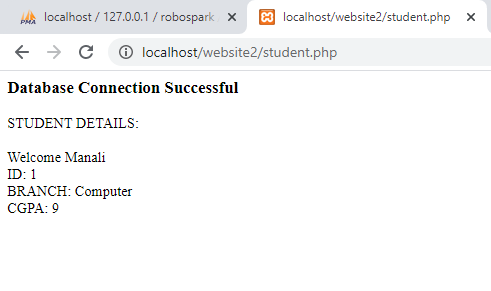 PMA
localhost / 127.0.0.1 / robospark
localhost/website2/student.php
localhost/website2/student.php
Database Connection Successful
STUDENT DETAILS:
Welcome Manali
ID: 1
BRANCH: Computer
CGPA: 9